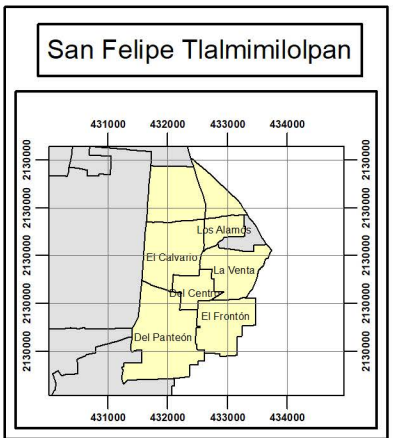 San Felipe Tlalmimilolpan
431000 432000 433000 434000
2130000 2130000 2130000 2130000 2130000
2130000 2130000 2130000 2130000 2130000
Los Alamos
El Calvario
La Venta
Del Centro
El Frontón
Del Panteón
431000 432000 433000 434000